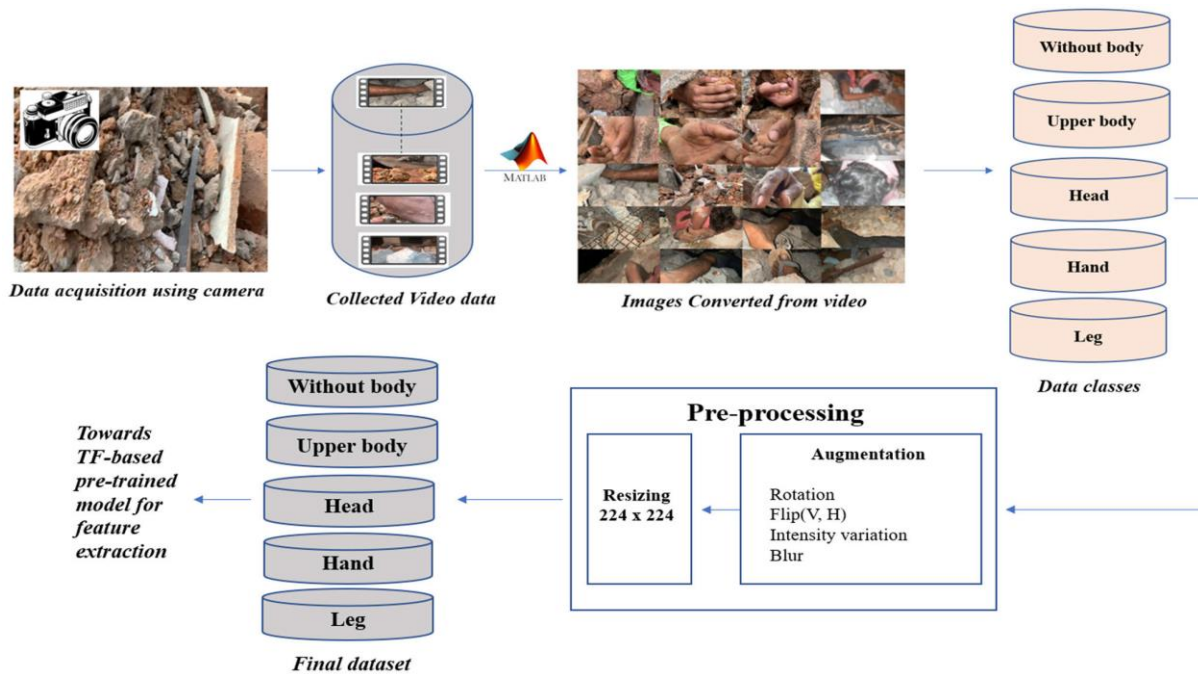 Data acquisition using camera
Collected Video data
MATLAB
Images Converted from video
Without body
Upper body
Head
Hand
Leg
Data classes
Pre-processing
Augmentation
Rotation
Flip(V, H)
Intensity variation
Blur
Resizing
224 x 224
Without body
Upper body
Head
Hand
Leg
Final dataset
Towards
TF-based
pre-trained
model for
feature
extraction